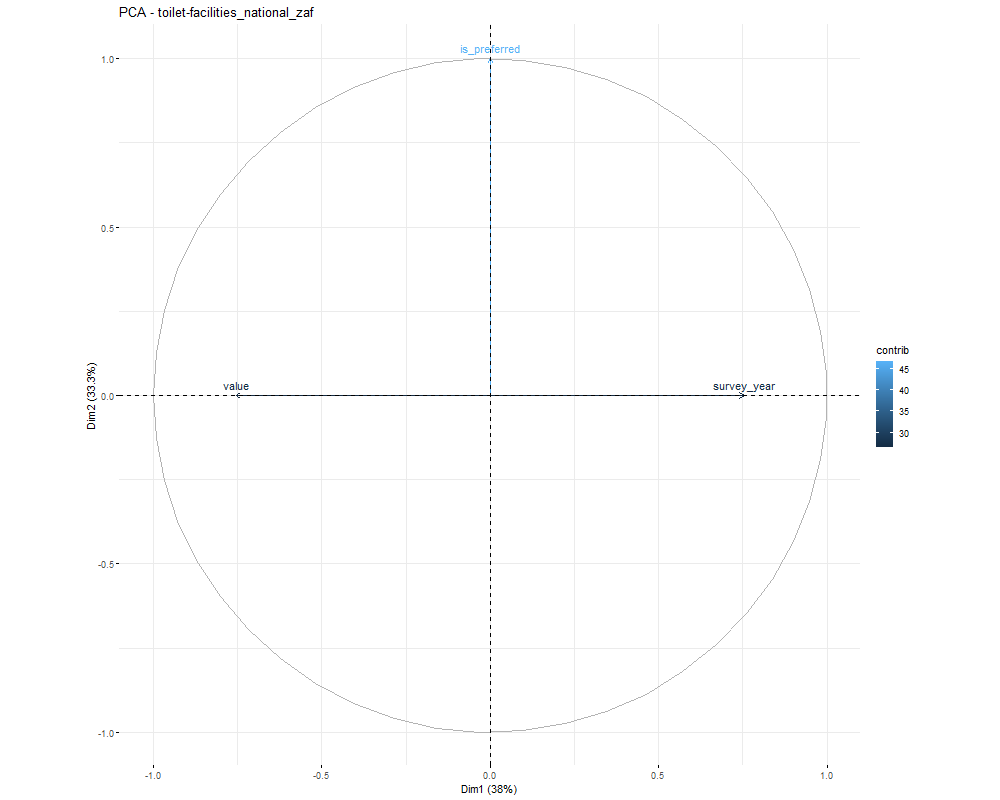 PCA - toilet-facilities_national_zaf
is_preferred
value
survey_year
1.0
0.5
0.0
-0.5
-1.0
Dim2 (33.3%)
-1.0
-0.5
0.0
0.5
1.0
Dim1 (38%)
contrib
45
40
35
30